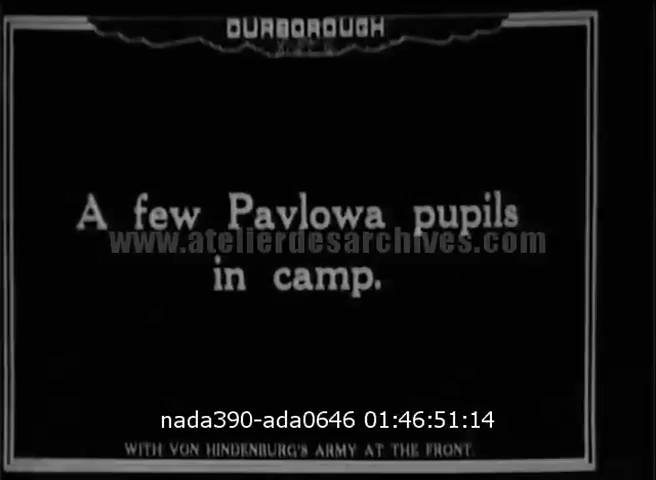 DURBOROUGH
A few Pavlowa pupils
www.atelierdesarchives.com
in camp.
nada390-ada0646 01:46:51:14
WITH VON HINDENBURG'S ARMY AT THE FRONT.